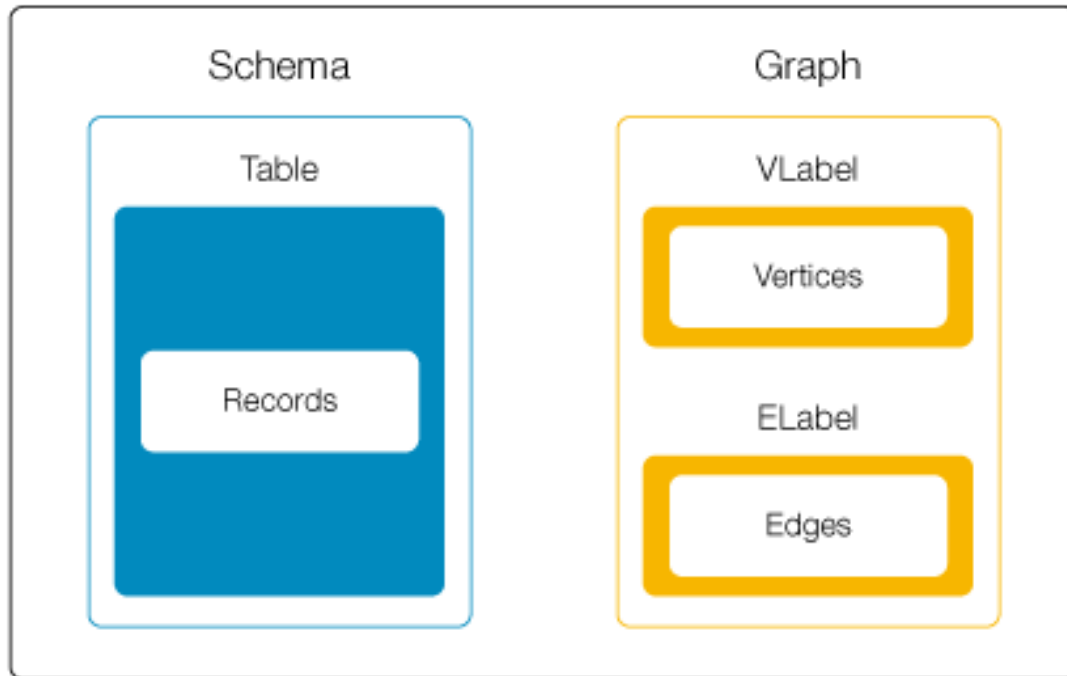 Schema
Table
Records
Graph
VLabel
Vertices
ELabel
Edges